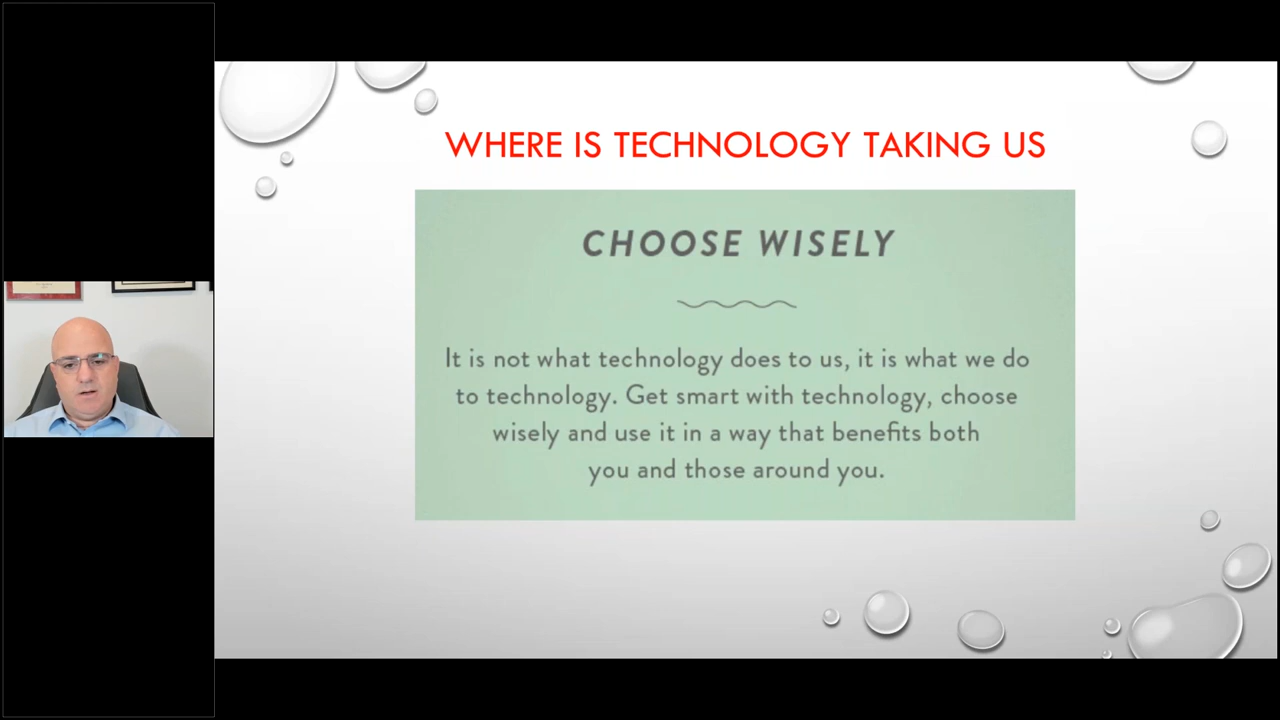 WHERE IS TECHNOLOGY TAKING US
CHOOSE WISELY
It is not what technology does to us, it is what we do
to technology. Get smart with technology, choose
wisely and use it in a way that benefits both
you and those around you.